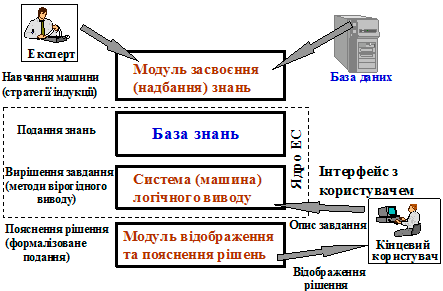 Експерт
База даних
Навчання машини
(стратегії індукції)
Модуль засвоєння
(надбання) знань
Подання знань
База знань
Ядро ЕС
Вирішення завдання
(методи вірогідного
виводу)
Система (машина)
логічного виводу
Інтерфейс з
користувачем
Опис завдання
Пояснення рішення
(формалізоване
подання)
Модуль відображення
та пояснення рішень
Кінцевий
користувач
Відображення
рішення